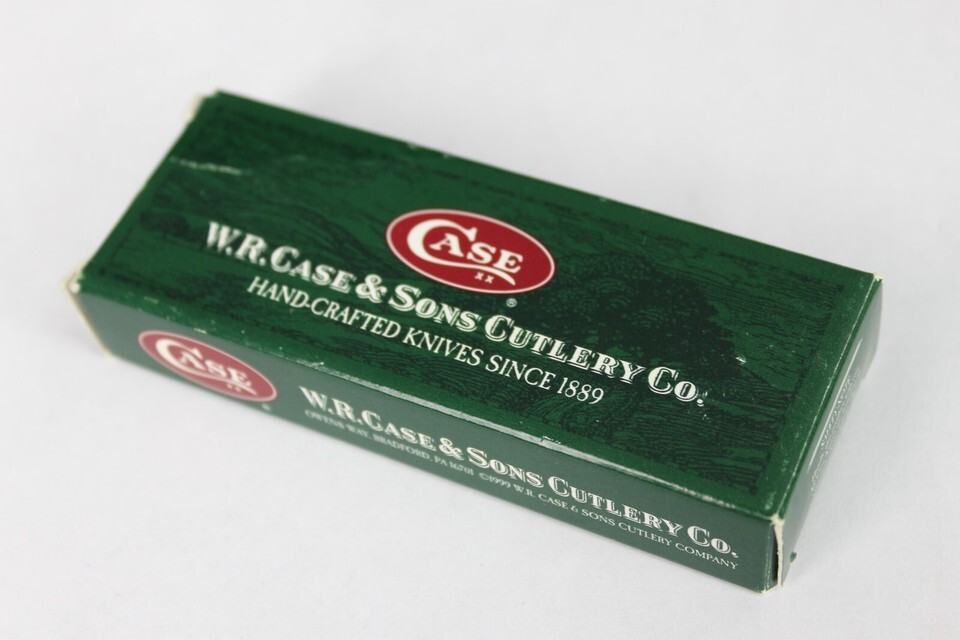 CASE
XX
®
W.R. CASE & SONS CUTLERY CO.
HAND-CRAFTED KNIVES SINCE 1889
CASE
XX
®
W.R. CASE & SONS CUTLERY CO.
OWENS WAY, BRADFORD, PA 16701 ©1999 W.R. CASE & SONS CUTLERY COMPANY